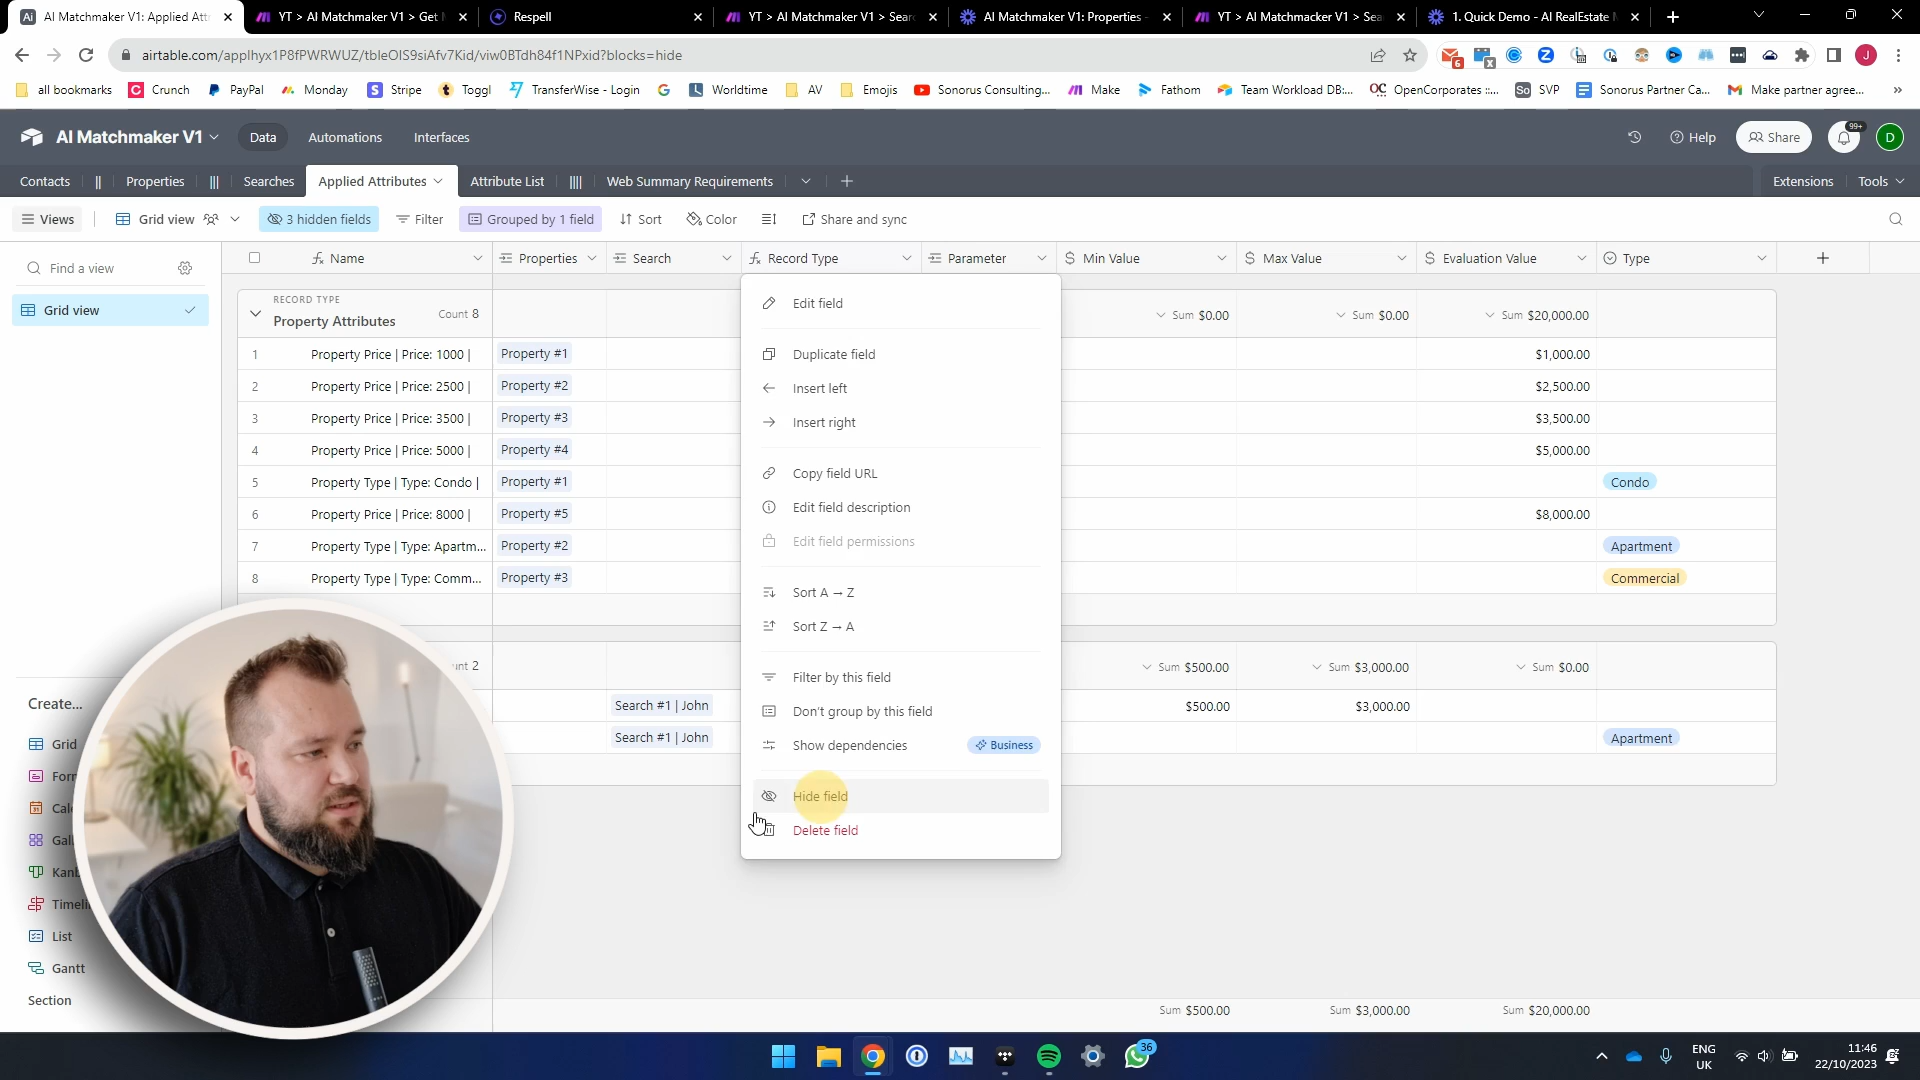 AI Matchmaker V1: Applied Att
YT > AI Matchmaker V1 > Get
Respell
YT > AI Matchmaker V1 > Sear
AI Matchmaker V1: Properties -
YT > AI Matchmacker V1 > Se
1. Quick Demo - AI RealEstate
airtable.com/applhyx1P8fPWRWUZ/tbleOIS9siAfv7Kid/viw0BTdh84f1NPxid?blocks=hide
6
J
all bookmarks
Crunch
PayPal
Monday
Stripe
Toggl
TransferWise - Login
Worldtime
AV
Emojis
Sonorus Consulting...
Make
Fathom
Team Workload DB:...
OpenCorporates ::...
SVP
Sonorus Partner Ca...
Make partner agree...
AI Matchmaker V1
Data
Automations
Interfaces
Help
Share
99+
D
Contacts
||
Properties
|||
Searches
Applied Attributes
Attribute List
||||
Web Summary Requirements
Extensions
Tools
Views
Grid view
3 hidden fields
Filter
Grouped by 1 field
Sort
Color
Share and sync
Find a view
Grid view
Name
Properties
Search
Record Type
Parameter
Min Value
Max Value
Evaluation Value
Type
RECORD TYPE
Property Attributes
Count 8
Sum $0.00
Sum $0.00
Sum $20,000.00
1 Property Price | Price: 1000 | Property #1 $1,000.00
2 Property Price | Price: 2500 | Property #2 $2,500.00
3 Property Price | Price: 3500 | Property #3 $3,500.00
4 Property Price | Price: 5000 | Property #4 $5,000.00
5 Property Type | Type: Condo | Property #1 Condo
6 Property Price | Price: 8000 | Property #5 $8,000.00
7 Property Type | Type: Apartm... Property #2 Apartment
8 Property Type | Type: Comm... Property #3 Commercial
Edit field
Duplicate field
Insert left
Insert right
Copy field URL
Edit field description
Edit field permissions
Sort A → Z
Sort Z → A
Filter by this field
Don't group by this field
Show dependencies
Business
Hide field
Delete field
2
Sum $500.00
Sum $3,000.00
Sum $0.00
Search #1 | John $500.00 $3,000.00
Search #1 | John Apartment
Create...
Grid
List
Gantt
Section
Sum $500.00
Sum $3,000.00
Sum $20,000.00
36
ENG
UK
11:46
22/10/2023